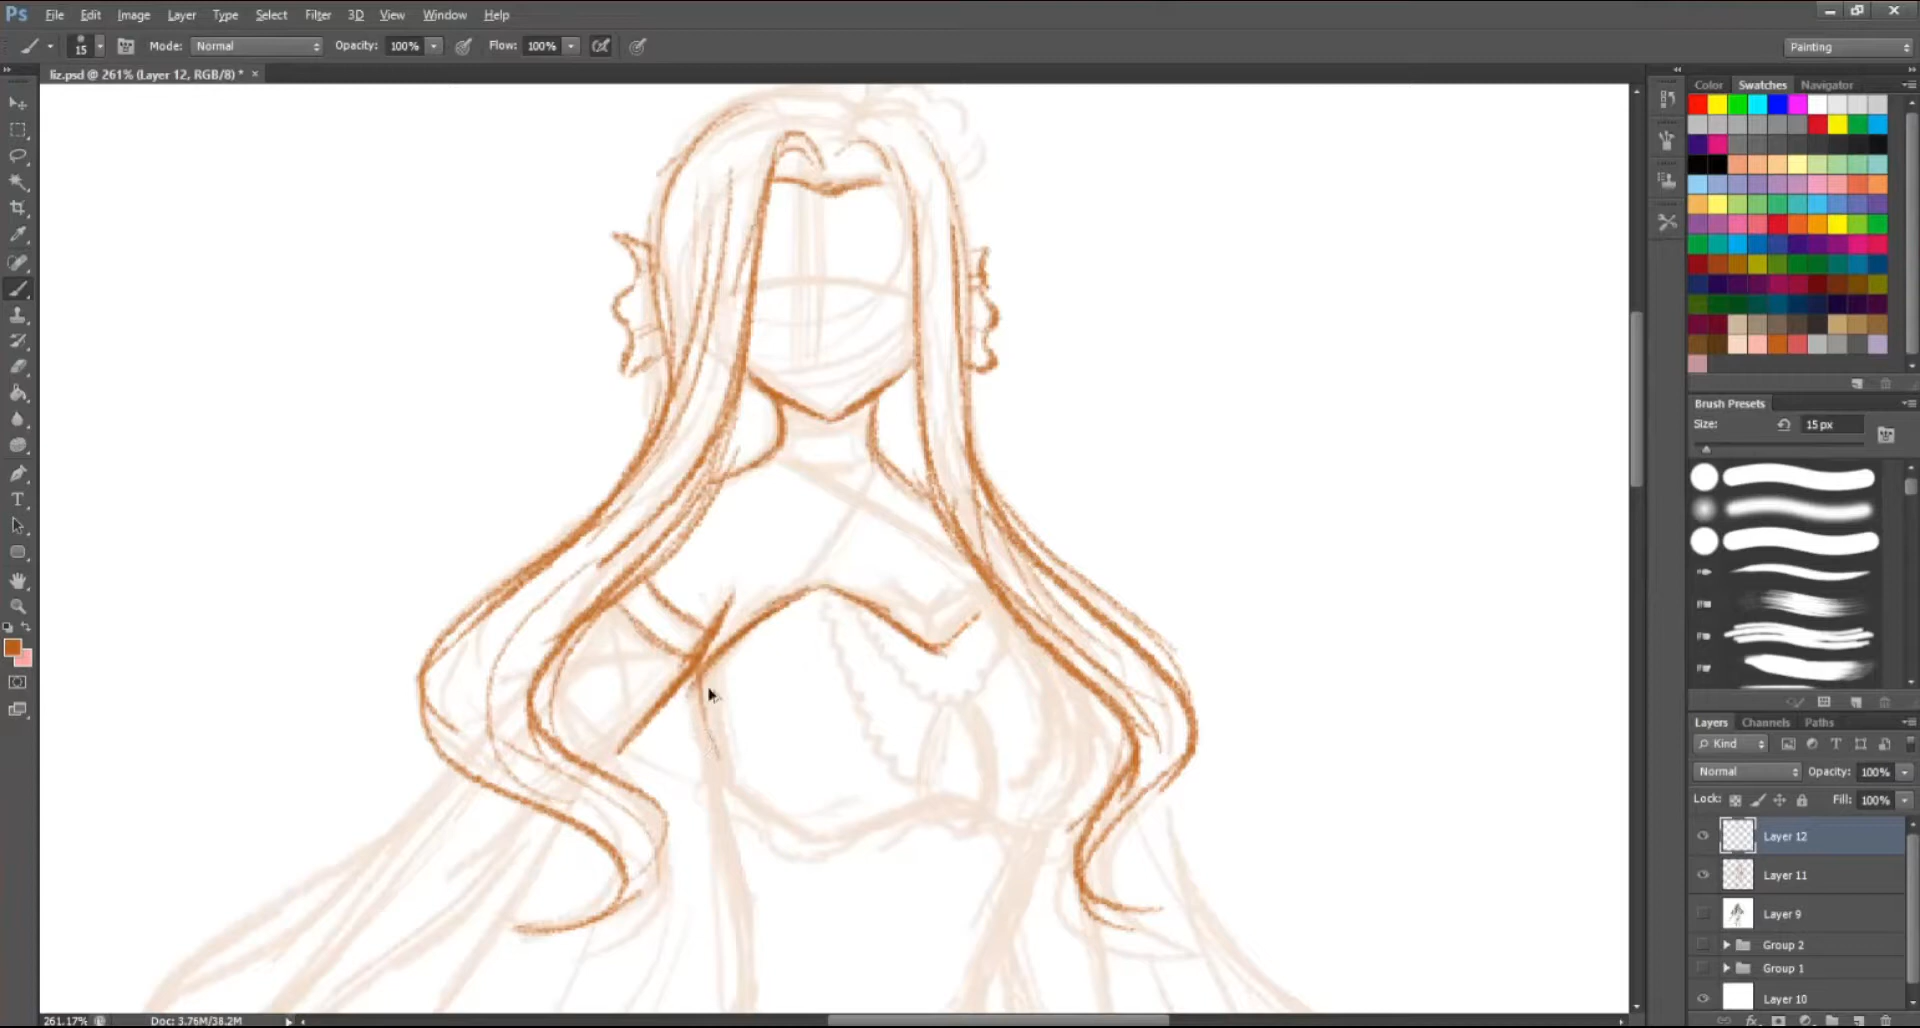 Ps File Edit Image Layer Type Select Filter 3D View Window Help
15 Mode: Normal Opacity: 100% Flow: 100% Painting
liz.psd @ 261% (Layer 12, RGB/8) * ×
Color Swatches Navigator
Brush Presets
Size: 15 px
Layers Channels Paths
Kind
Normal Opacity: 100%
Lock: Fill: 100%
Layer 12
Layer 11
Layer 9
Group 2
Group 1
Layer 10
261.17% Doc: 3.76M/38.2M